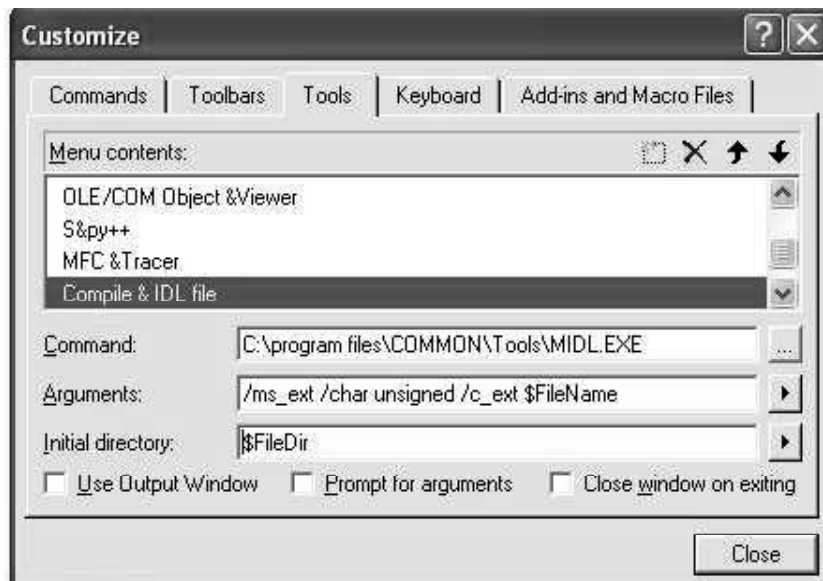 Customize
Commands Toolbars Tools Keyboard Add-ins and Macro Files
Menu contents:
OLE/COM Object &Viewer
S&py++
MFC &Tracer
Compile & IDL file
Command: C:\program files\COMMON\Tools\MIDL.EXE ...
Arguments: /ms_ext /char unsigned /c_ext $FileName
Initial directory: $FileDir
Use Output Window Prompt for arguments Close window on exiting
Close